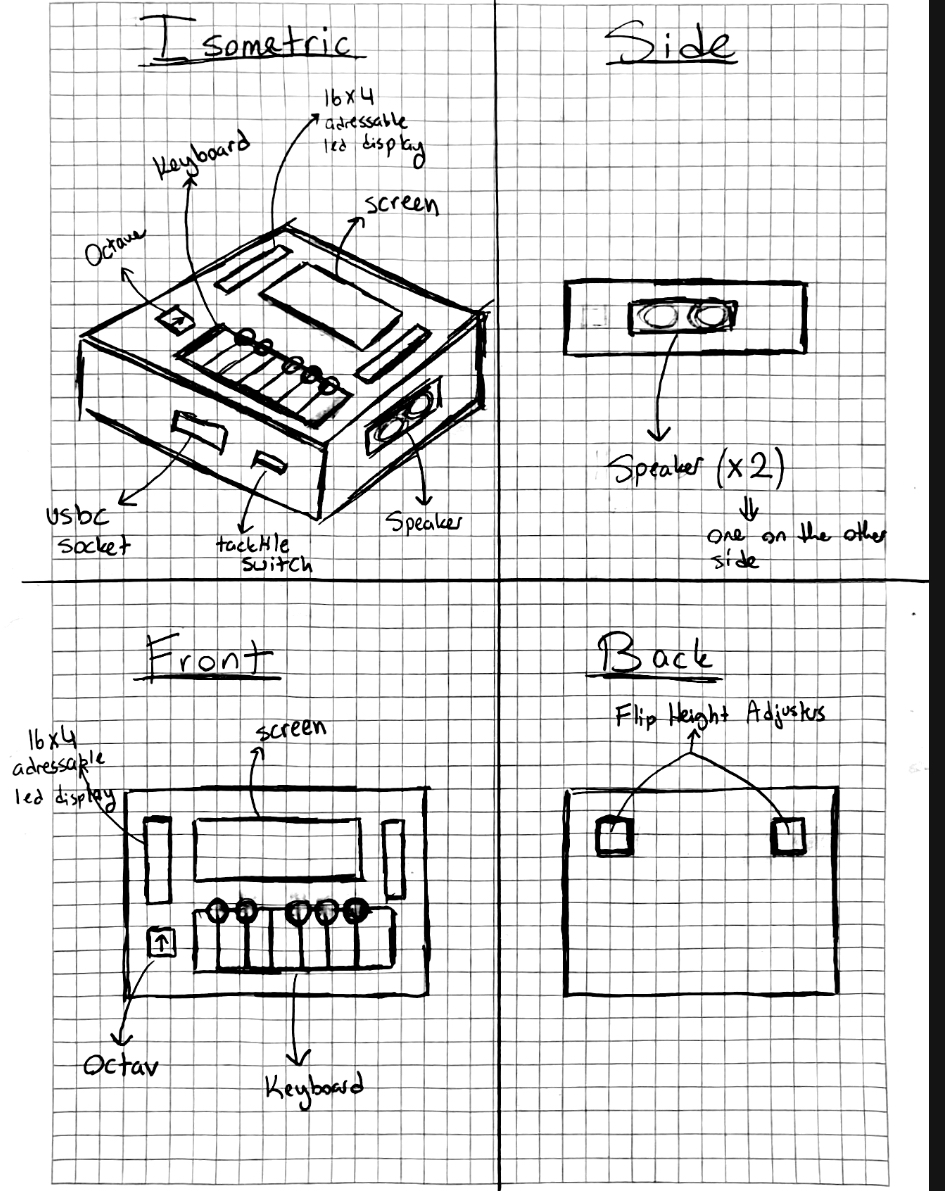 Isometric
16x4
adressable
led display
Keyboard
screen
Octave
usbc
socket
tacktile
switch
Speaker
Side
Speaker (x2)
one on the other
side
Front
screen
16x4
adressable
led display
Octav
Keyboard
Back
Flip Height Adjusters